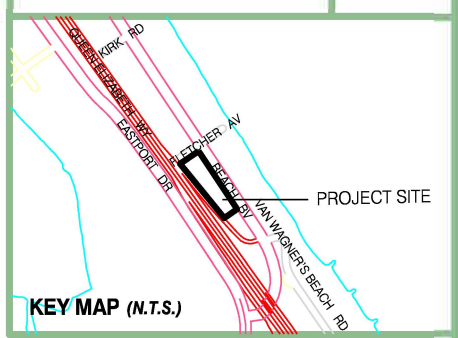 KIRK RD
QUEEN ELIZABETH WY
EASTPORT DR
FLETCHER AV
BEACH BV
PROJECT SITE
VAN WAGNER'S BEACH RD
KEY MAP (N.T.S.)